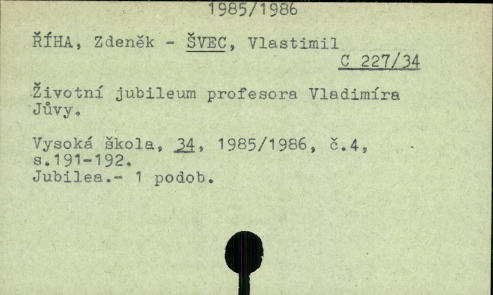 1985/1986
ŘÍHA, Zdeněk - ŠVEC, Vlastimil
C 227/34
Životní jubileum profesora Vladimíra
Jůvy.
Vysoká škola, 34, 1985/1986, č.4,
s.191-192.
Jubilea.- 1 podob.